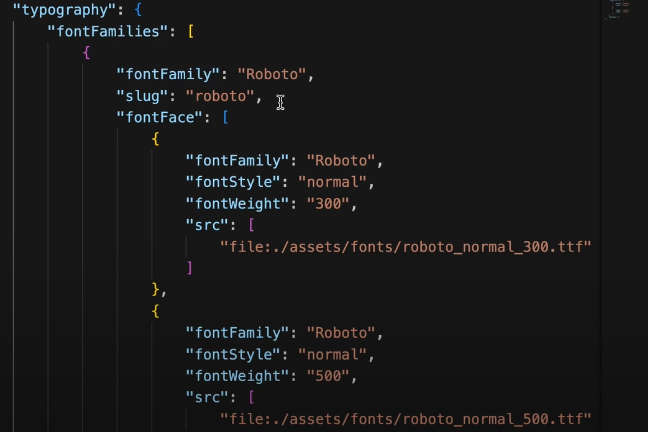 "typography": {
"fontFamilies": [
{
"fontFamily": "Roboto",
"slug": "roboto",
"fontFace": [
{
"fontFamily": "Roboto",
"fontStyle": "normal",
"fontWeight": "300",
"src": [
"file:./assets/fonts/roboto_normal_300.ttf"
]
},
{
"fontFamily": "Roboto",
"fontStyle": "normal",
"fontWeight": "500",
"src": [
"file:./assets/fonts/roboto_normal_500.ttf"